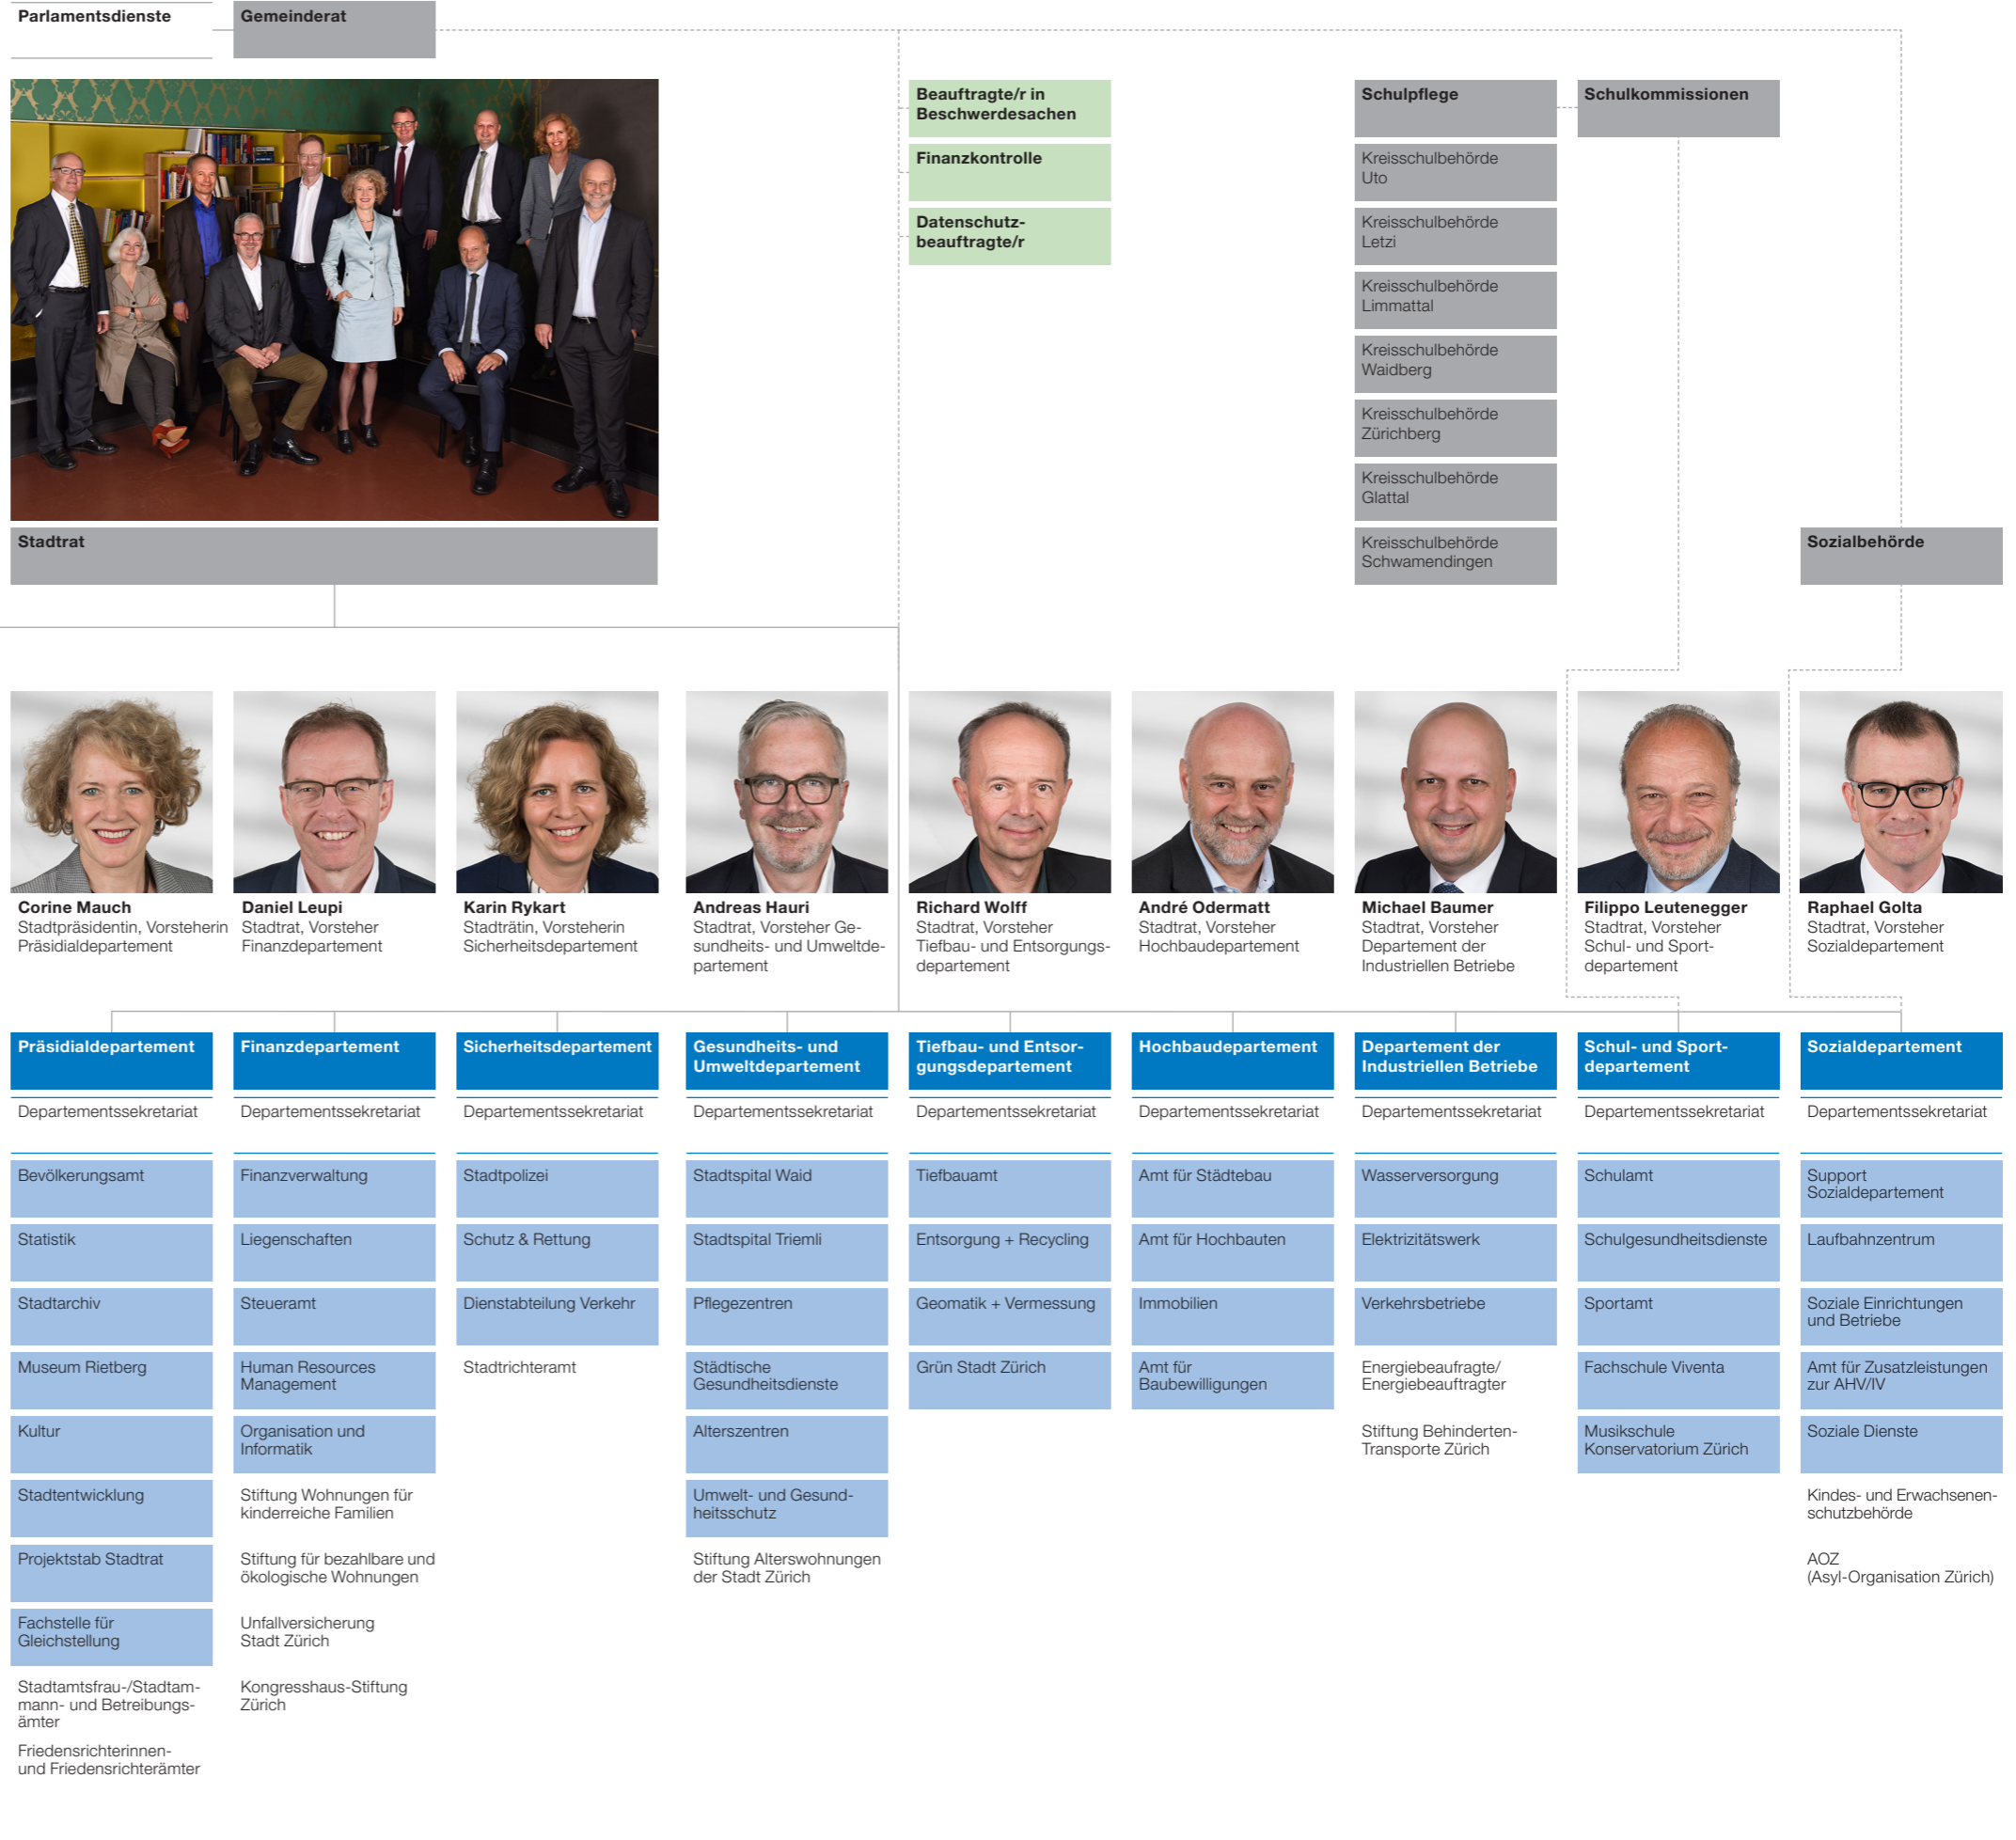 Parlamentsdienste
Gemeinderat
Beauftragte/r in
Beschwerdesachen
Finanzkontrolle
Datenschutz-
beauftragte/r
Schulpflege
Schulkommissionen
Kreisschulbehörde
Uto
Kreisschulbehörde
Letzi
Kreisschulbehörde
Limmattal
Kreisschulbehörde
Waidberg
Kreisschulbehörde
Zürichberg
Kreisschulbehörde
Glattal
Kreisschulbehörde
Schwamendingen
Stadtrat
Sozialbehörde
Corine Mauch
Stadtpräsidentin, Vorsteherin
Präsidialdepartement
Daniel Leupi
Stadtrat, Vorsteher
Finanzdepartement
Karin Rykart
Stadträtin, Vorsteherin
Sicherheitsdepartement
Andreas Hauri
Stadtrat, Vorsteher Ge-
sundheits- und Umweltde-
partement
Richard Wolff
Stadtrat, Vorsteher
Tiefbau- und Entsorgungs-
departement
André Odermatt
Stadtrat, Vorsteher
Hochbaudepartement
Michael Baumer
Stadtrat, Vorsteher
Departement der
Industriellen Betriebe
Filippo Leutenegger
Stadtrat, Vorsteher
Schul- und Sport-
departement
Raphael Golta
Stadtrat, Vorsteher
Sozialdepartement
Präsidialdepartement
Departementssekretariat
Bevölkerungsamt
Statistik
Stadtarchiv
Museum Rietberg
Kultur
Stadtentwicklung
Projektstab Stadtrat
Fachstelle für
Gleichstellung
Stadtamtsfrau-/Stadtam-
mann- und Betreibungs-
ämter
Friedensrichterinnen-
und Friedensrichterämter
Finanzdepartement
Departementssekretariat
Finanzverwaltung
Liegenschaften
Steueramt
Human Resources
Management
Organisation und
Informatik
Stiftung Wohnungen für
kinderreiche Familien
Stiftung für bezahlbare und
ökologische Wohnungen
Unfallversicherung
Stadt Zürich
Kongresshaus-Stiftung
Zürich
Sicherheitsdepartement
Departementssekretariat
Stadtpolizei
Schutz & Rettung
Dienstabteilung Verkehr
Stadtrichteramt
Gesundheits- und
Umweltdepartement
Departementssekretariat
Stadtspital Waid
Stadtspital Triemli
Pflegezentren
Städtische
Gesundheitsdienste
Alterszentren
Umwelt- und Gesund-
heitsschutz
Stiftung Alterswohnungen
der Stadt Zürich
Tiefbau- und Entsor-
gungsdepartement
Departementssekretariat
Tiefbauamt
Entsorgung + Recycling
Geomatik + Vermessung
Grün Stadt Zürich
Hochbaudepartement
Departementssekretariat
Amt für Städtebau
Amt für Hochbauten
Immobilien
Amt für
Baubewilligungen
Departement der
Industriellen Betriebe
Departementssekretariat
Wasserversorgung
Elektrizitätswerk
Verkehrsbetriebe
Energiebeaufragte/
Energiebeauftragter
Stiftung Behinderten-
Transporte Zürich
Schul- und Sport-
departement
Departementssekretariat
Schulamt
Schulgesundheitsdienste
Sportamt
Fachschule Viventa
Musikschule
Konservatorium Zürich
Sozialdepartement
Departementssekretariat
Support
Sozialdepartement
Laufbahnzentrum
Soziale Einrichtungen
und Betriebe
Amt für Zusatzleistungen
zur AHV/IV
Soziale Dienste
Kindes- und Erwachsenen-
schutzbehörde
AOZ
(Asyl-Organisation Zürich)